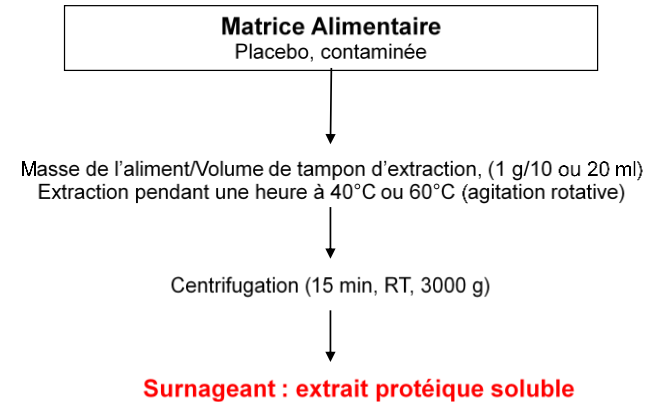 Matrice Alimentaire
Placebo, contaminée
Masse de l'aliment/Volume de tampon d'extraction, (1 g/10 ou 20 ml)
Extraction pendant une heure à 40°C ou 60°C (agitation rotative)
Centrifugation (15 min, RT, 3000 g)
Surnageant : extrait protéique soluble